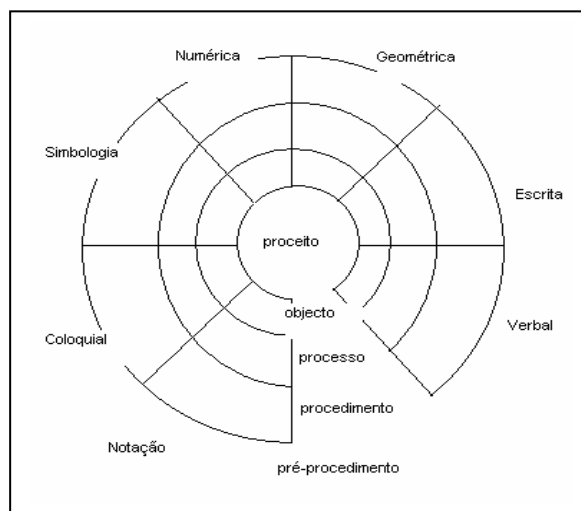 Numérica
Geométrica
Simbologia
Escrita
proceito
objecto
Verbal
Coloquial
processo
procedimento
Notação
pré-procedimento